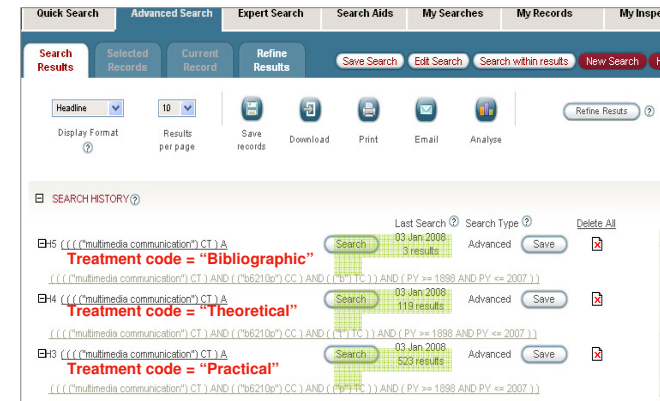 Quick Search Advanced Search Expert Search Search Aids My Searches My Records My Inspe
Search Results Selected Records Current Record Refine Results Save Search Edit Search Search within results New Search H
Headline 10
Display Format Results per page Save records Download Print Email Analyse Refine Resuts ?
?
SEARCH HISTORY ?
Last Search ? Search Type ? Delete All
H5 ( ( ( ("multimedia communication") CT ) A Search 03 Jan 2008 3 results Advanced Save
Treatment code = “Bibliographic”
( ( ( ("multimedia communication") CT ) AND ( ("b6210p") CC ) AND ( ("b") TC ) ) AND ( PY >= 1898 AND PY <= 2007 ) )
H4 ( ( ( ("multimedia communication") CT ) A Search 03 Jan 2008 119 results Advanced Save
Treatment code = “Theoretical”
( ( ( ("multimedia communication") CT ) AND ( ("b6210p") CC ) AND ( ("t") TC ) ) AND ( PY >= 1898 AND PY <= 2007 ) )
H3 ( ( ( ("multimedia communication") CT ) A Search 03 Jan 2008 523 results Advanced Save
Treatment code = “Practical”
( ( ( ("multimedia communication") CT ) AND ( ("b6210p") CC ) AND ( ("p") TC ) ) AND ( PY >= 1898 AND PY <= 2007 ) )